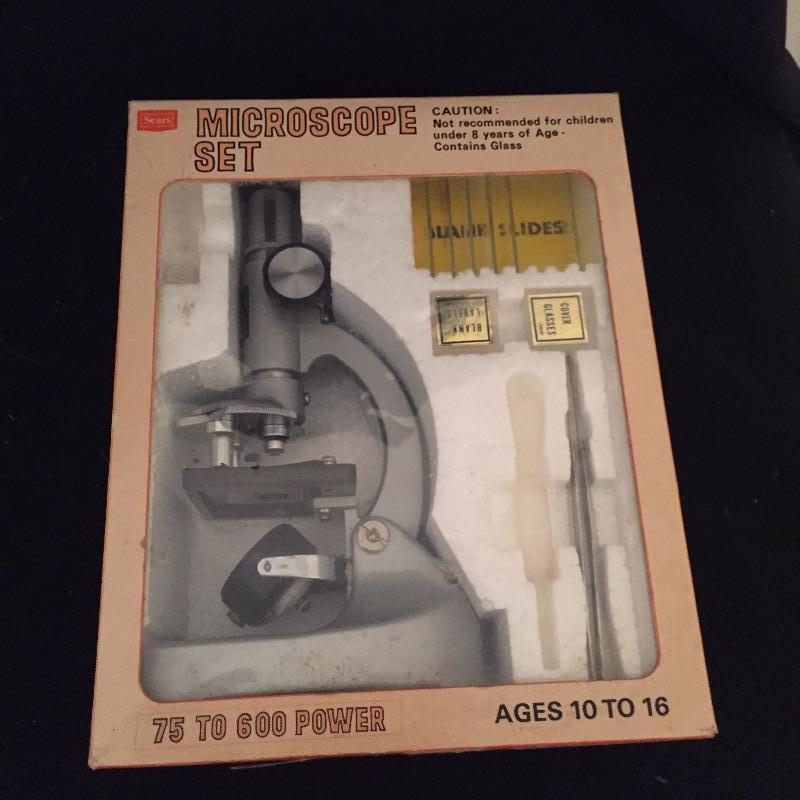 Sears
MICROSCOPE
SET
CAUTION:
Not recommended for children
under 8 years of Age -
Contains Glass
BLANK SLIDES
BLANK
LABELS
COVER
GLASSES
75 TO 600 POWER
AGES 10 TO 16